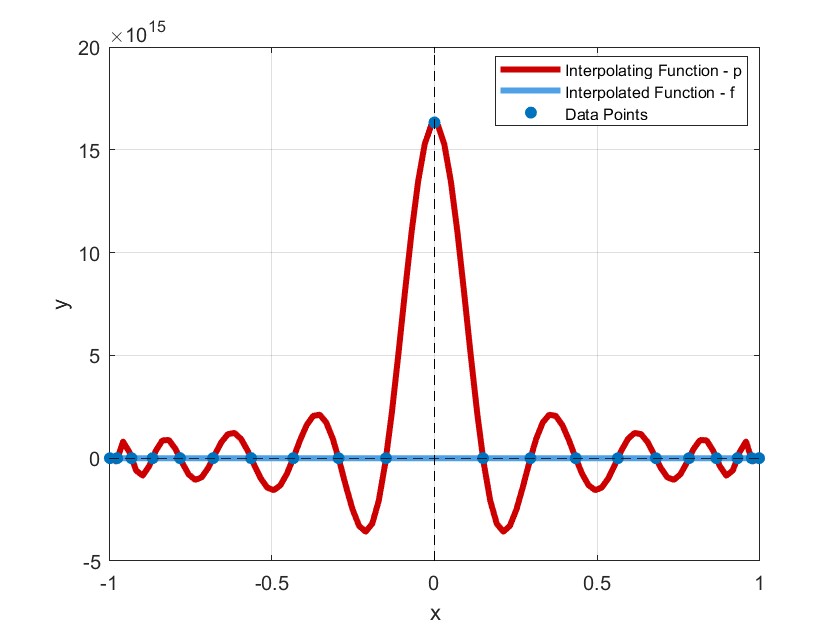 ×10^15
20
15
10
5
0
-5
y
-1
-0.5
0
0.5
1
x
Interpolating Function - p
Interpolated Function - f
Data Points